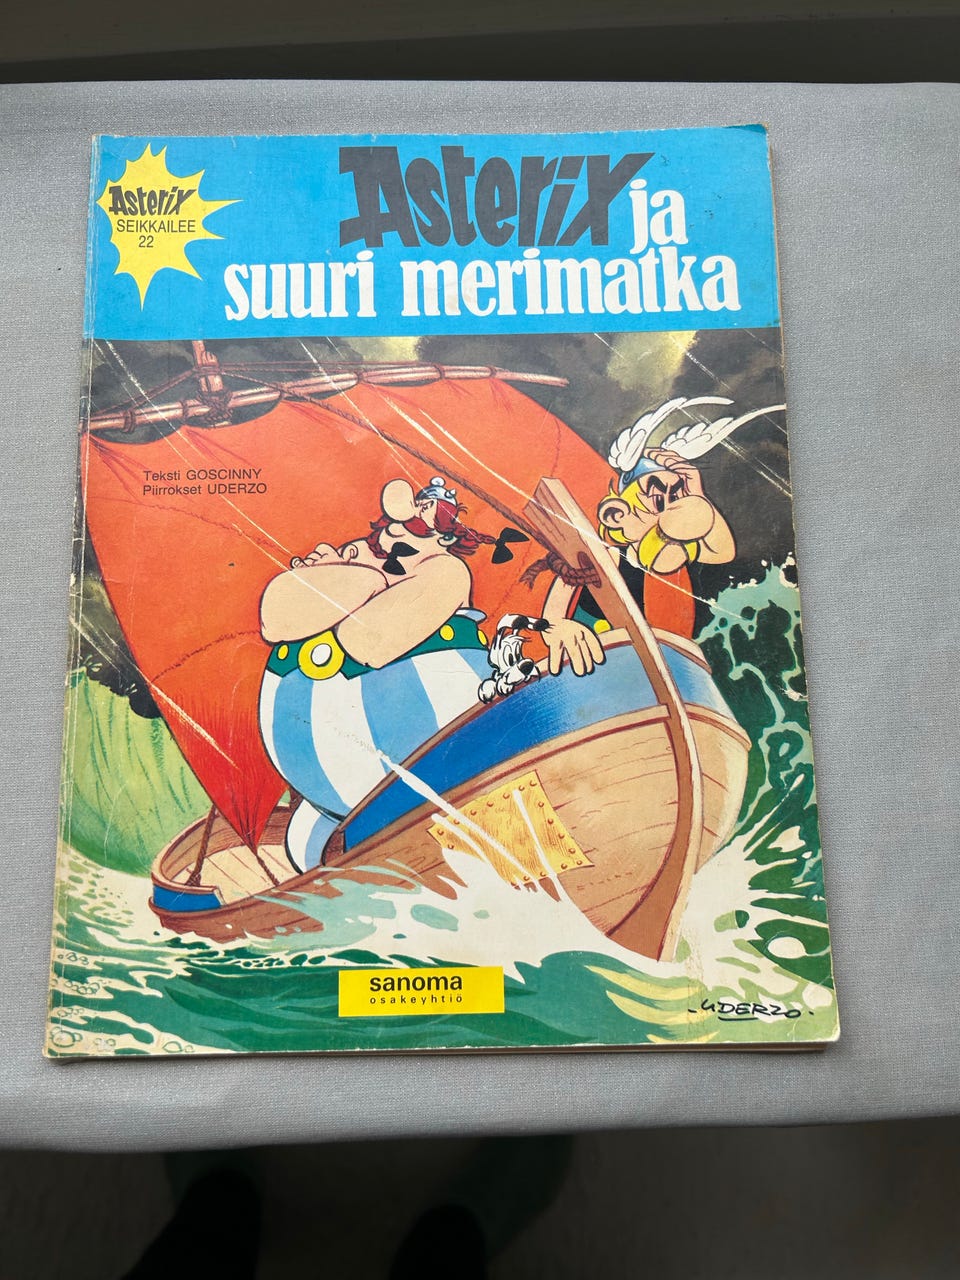 Asterix
SEIKKAILEE
22
Asterix ja
suuri merimatka
Teksti GOSCINNY
Piirrokset UDERZO
sanoma
osakeyhtiö
UDERZO